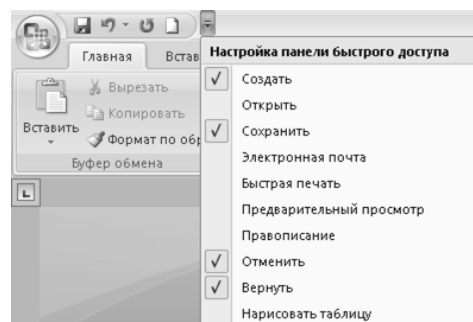 Главная Встав
Настройка панели быстрого доступа
Вырезать
Копировать
Вставить
Формат по обр
Буфер обмена
Создать
Открыть
Сохранить
Электронная почта
Быстрая печать
Предварительный просмотр
Правописание
Отменить
Вернуть
Нарисовать таблицу